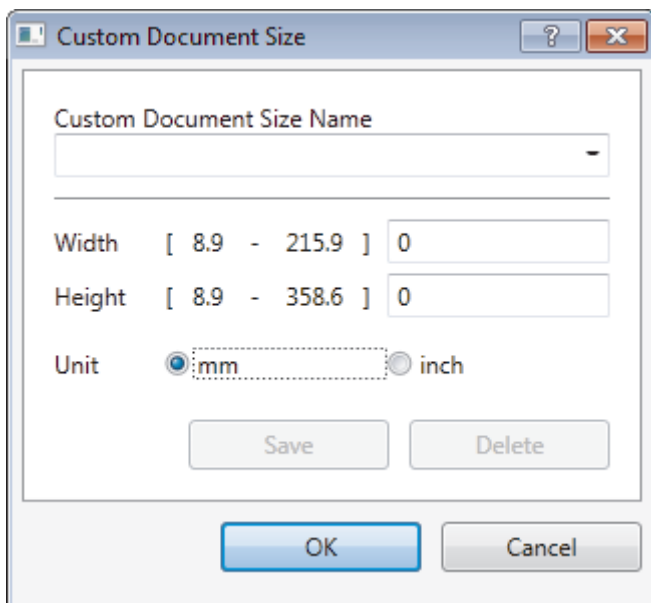 Custom Document Size
Custom Document Size Name
Width [ 8.9 - 215.9 ] 0
Height [ 8.9 - 358.6 ] 0
Unit mm inch
Save Delete
OK Cancel